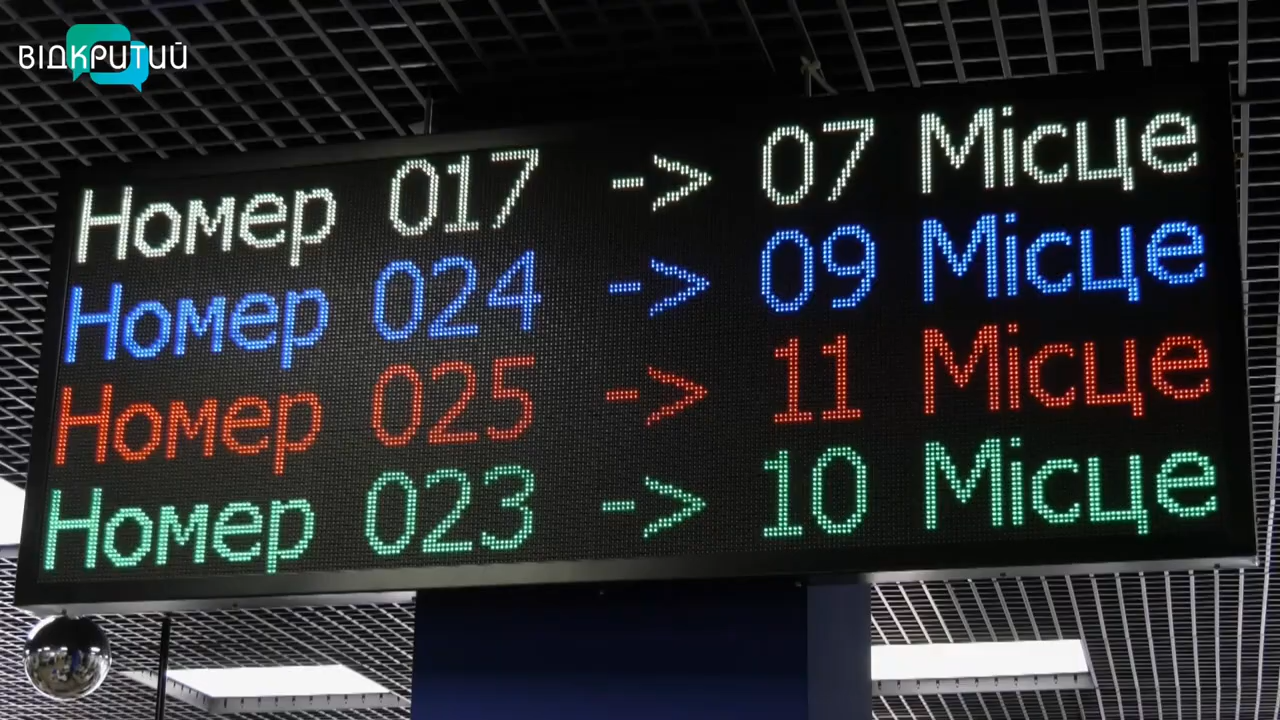 ВІДКРИТИЙ
Номер 017 -> 07 Місце
Номер 024 -> 09 Місце
Номер 025 -> 11 Місце
Номер 023 -> 10 Місце